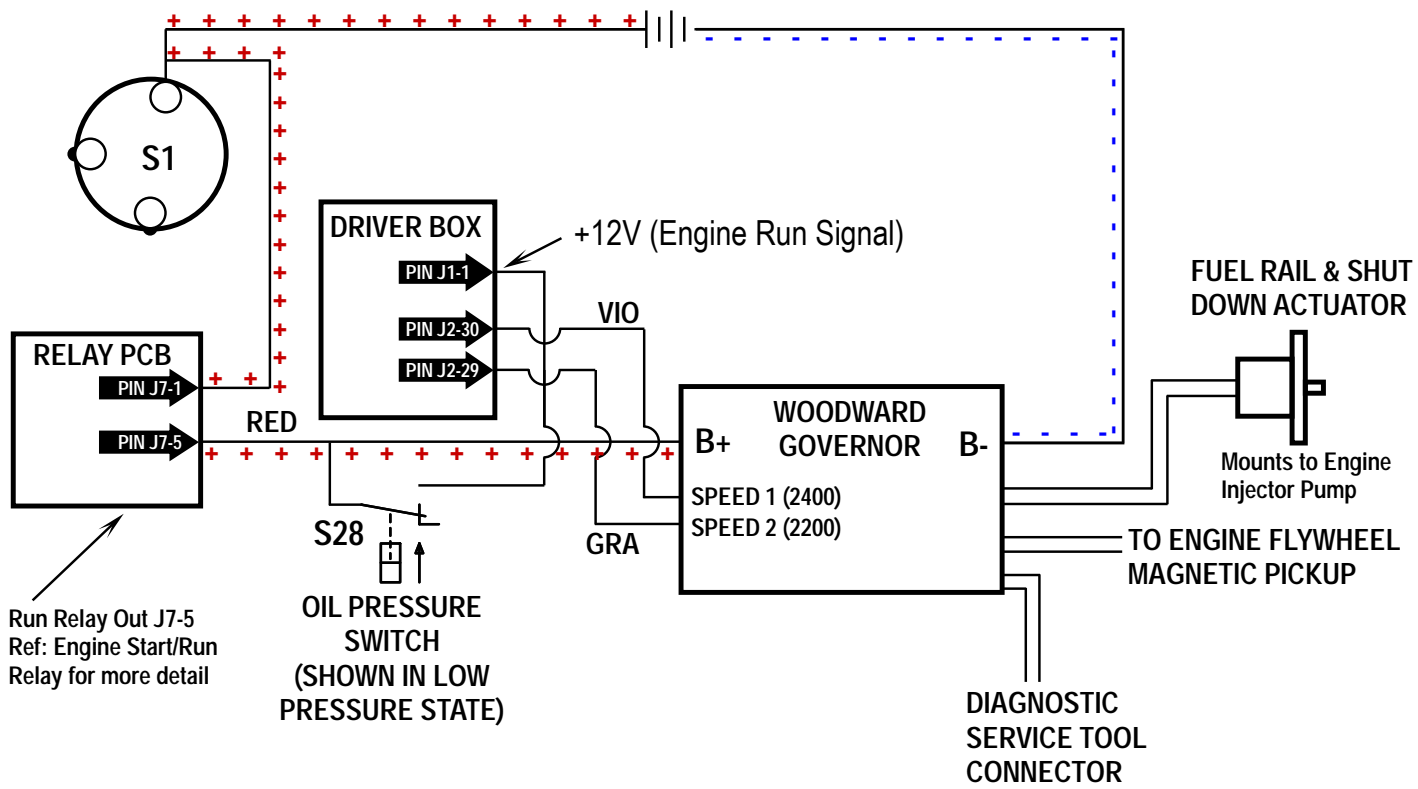 S1
DRIVER BOX
PIN J1-1
PIN J2-30
PIN J2-29
+12V (Engine Run Signal)
VIO
GRA
RELAY PCB
PIN J7-1
PIN J7-5
RED
Run Relay Out J7-5
Ref: Engine Start/Run
Relay for more detail
S28
OIL PRESSURE
SWITCH
(SHOWN IN LOW
PRESSURE STATE)
WOODWARD
GOVERNOR
B+
B-
SPEED 1 (2400)
SPEED 2 (2200)
FUEL RAIL & SHUT
DOWN ACTUATOR
Mounts to Engine
Injector Pump
TO ENGINE FLYWHEEL
MAGNETIC PICKUP
DIAGNOSTIC
SERVICE TOOL
CONNECTOR